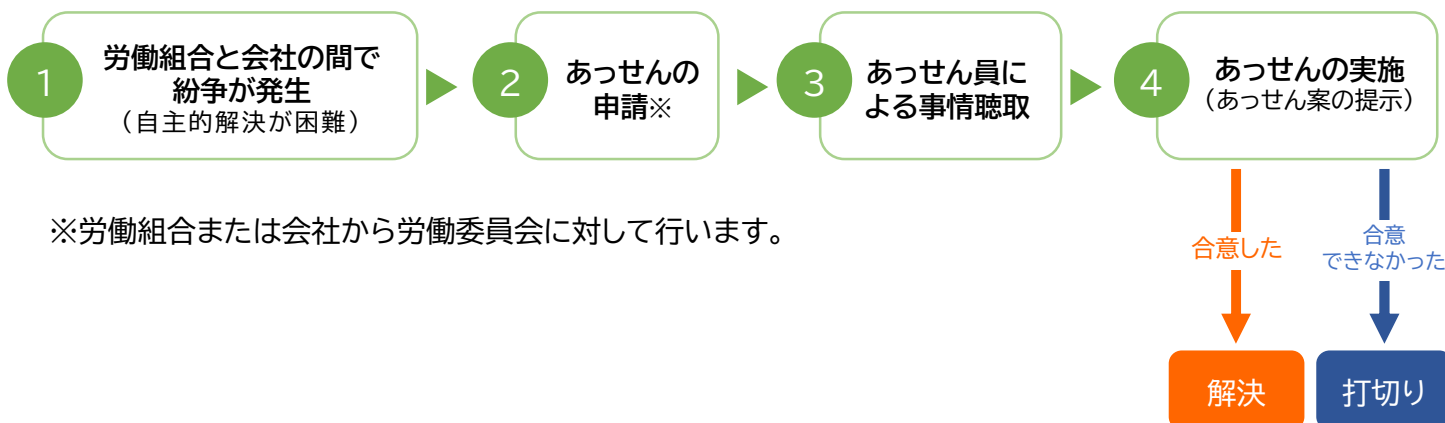 1
労働組合と会社の間で
紛争が発生
（自主的解決が困難）
2
あっせんの
申請※
3
あっせん員に
よる事情聴取
4
あっせんの実施
（あっせん案の提示）
※労働組合または会社から労働委員会に対して行います。
合意した
合意
できなかった
解決
打切り